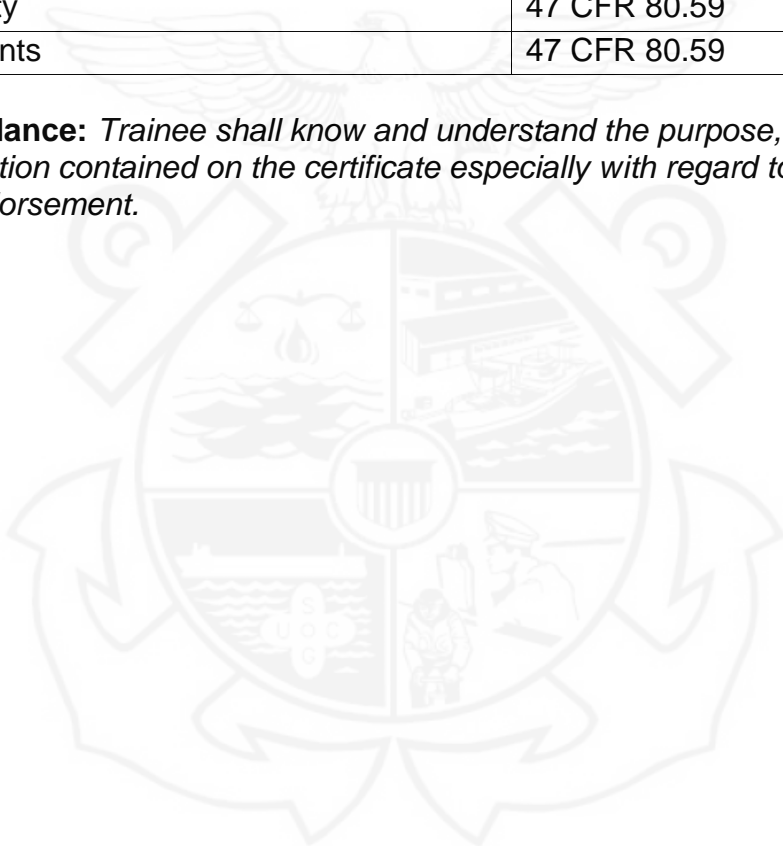 ty 47 CFR 80.59
nts 47 CFR 80.59
lance: Trainee shall know and understand the purpose,
tion contained on the certificate especially with regard to
orsement.
S
U O C
G